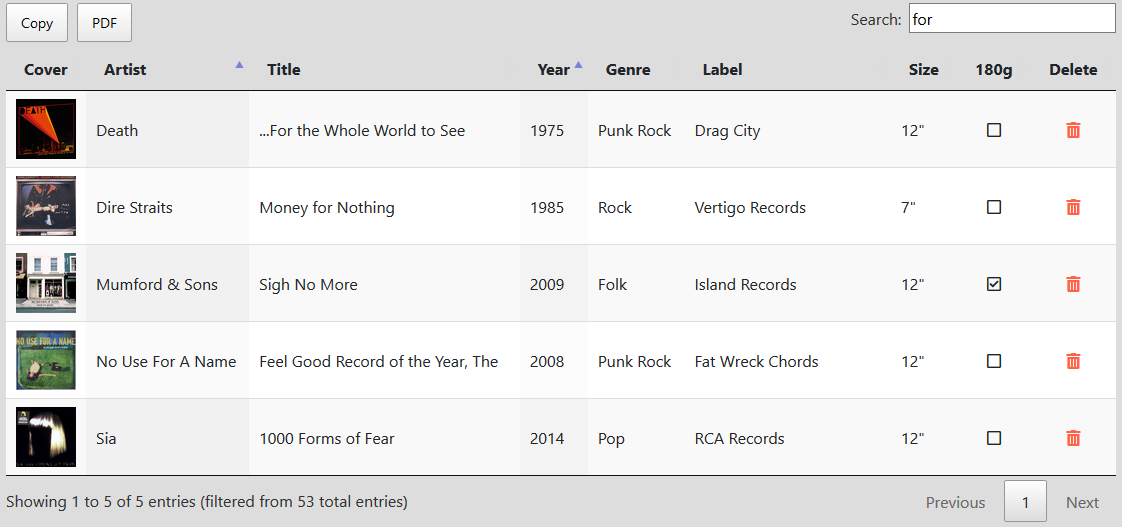 Copy PDF Search: for
Cover Artist Title Year Genre Label Size 180g Delete
DEATH
Death ...For the Whole World to See 1975 Punk Rock Drag City 12"
Dire Straits Money for Nothing 1985 Rock Vertigo Records 7"
Mumford & Sons Sigh No More 2009 Folk Island Records 12"
NO USE FOR A NAME
No Use For A Name Feel Good Record of the Year, The 2008 Punk Rock Fat Wreck Chords 12"
Sia 1000 Forms of Fear 2014 Pop RCA Records 12"
Showing 1 to 5 of 5 entries (filtered from 53 total entries) Previous 1 Next